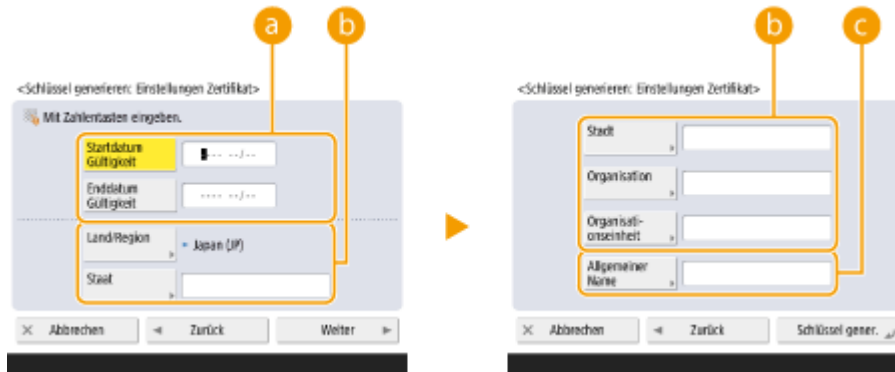 a
b
<Schlüssel generieren: Einstellungen Zertifikat>
Mit Zahlentasten eingeben.
Startdatum
Gültigkeit
---- --/--
Enddatum
Gültigkeit
---- --/--
Land/Region
Japan (JP)
Staat
Abbrechen
Zurück
Weiter
b
c
<Schlüssel generieren: Einstellungen Zertifikat>
Stadt
Organisation
Organisati-
onseinheit
Allgemeiner
Name
Abbrechen
Zurück
Schlüssel gener.